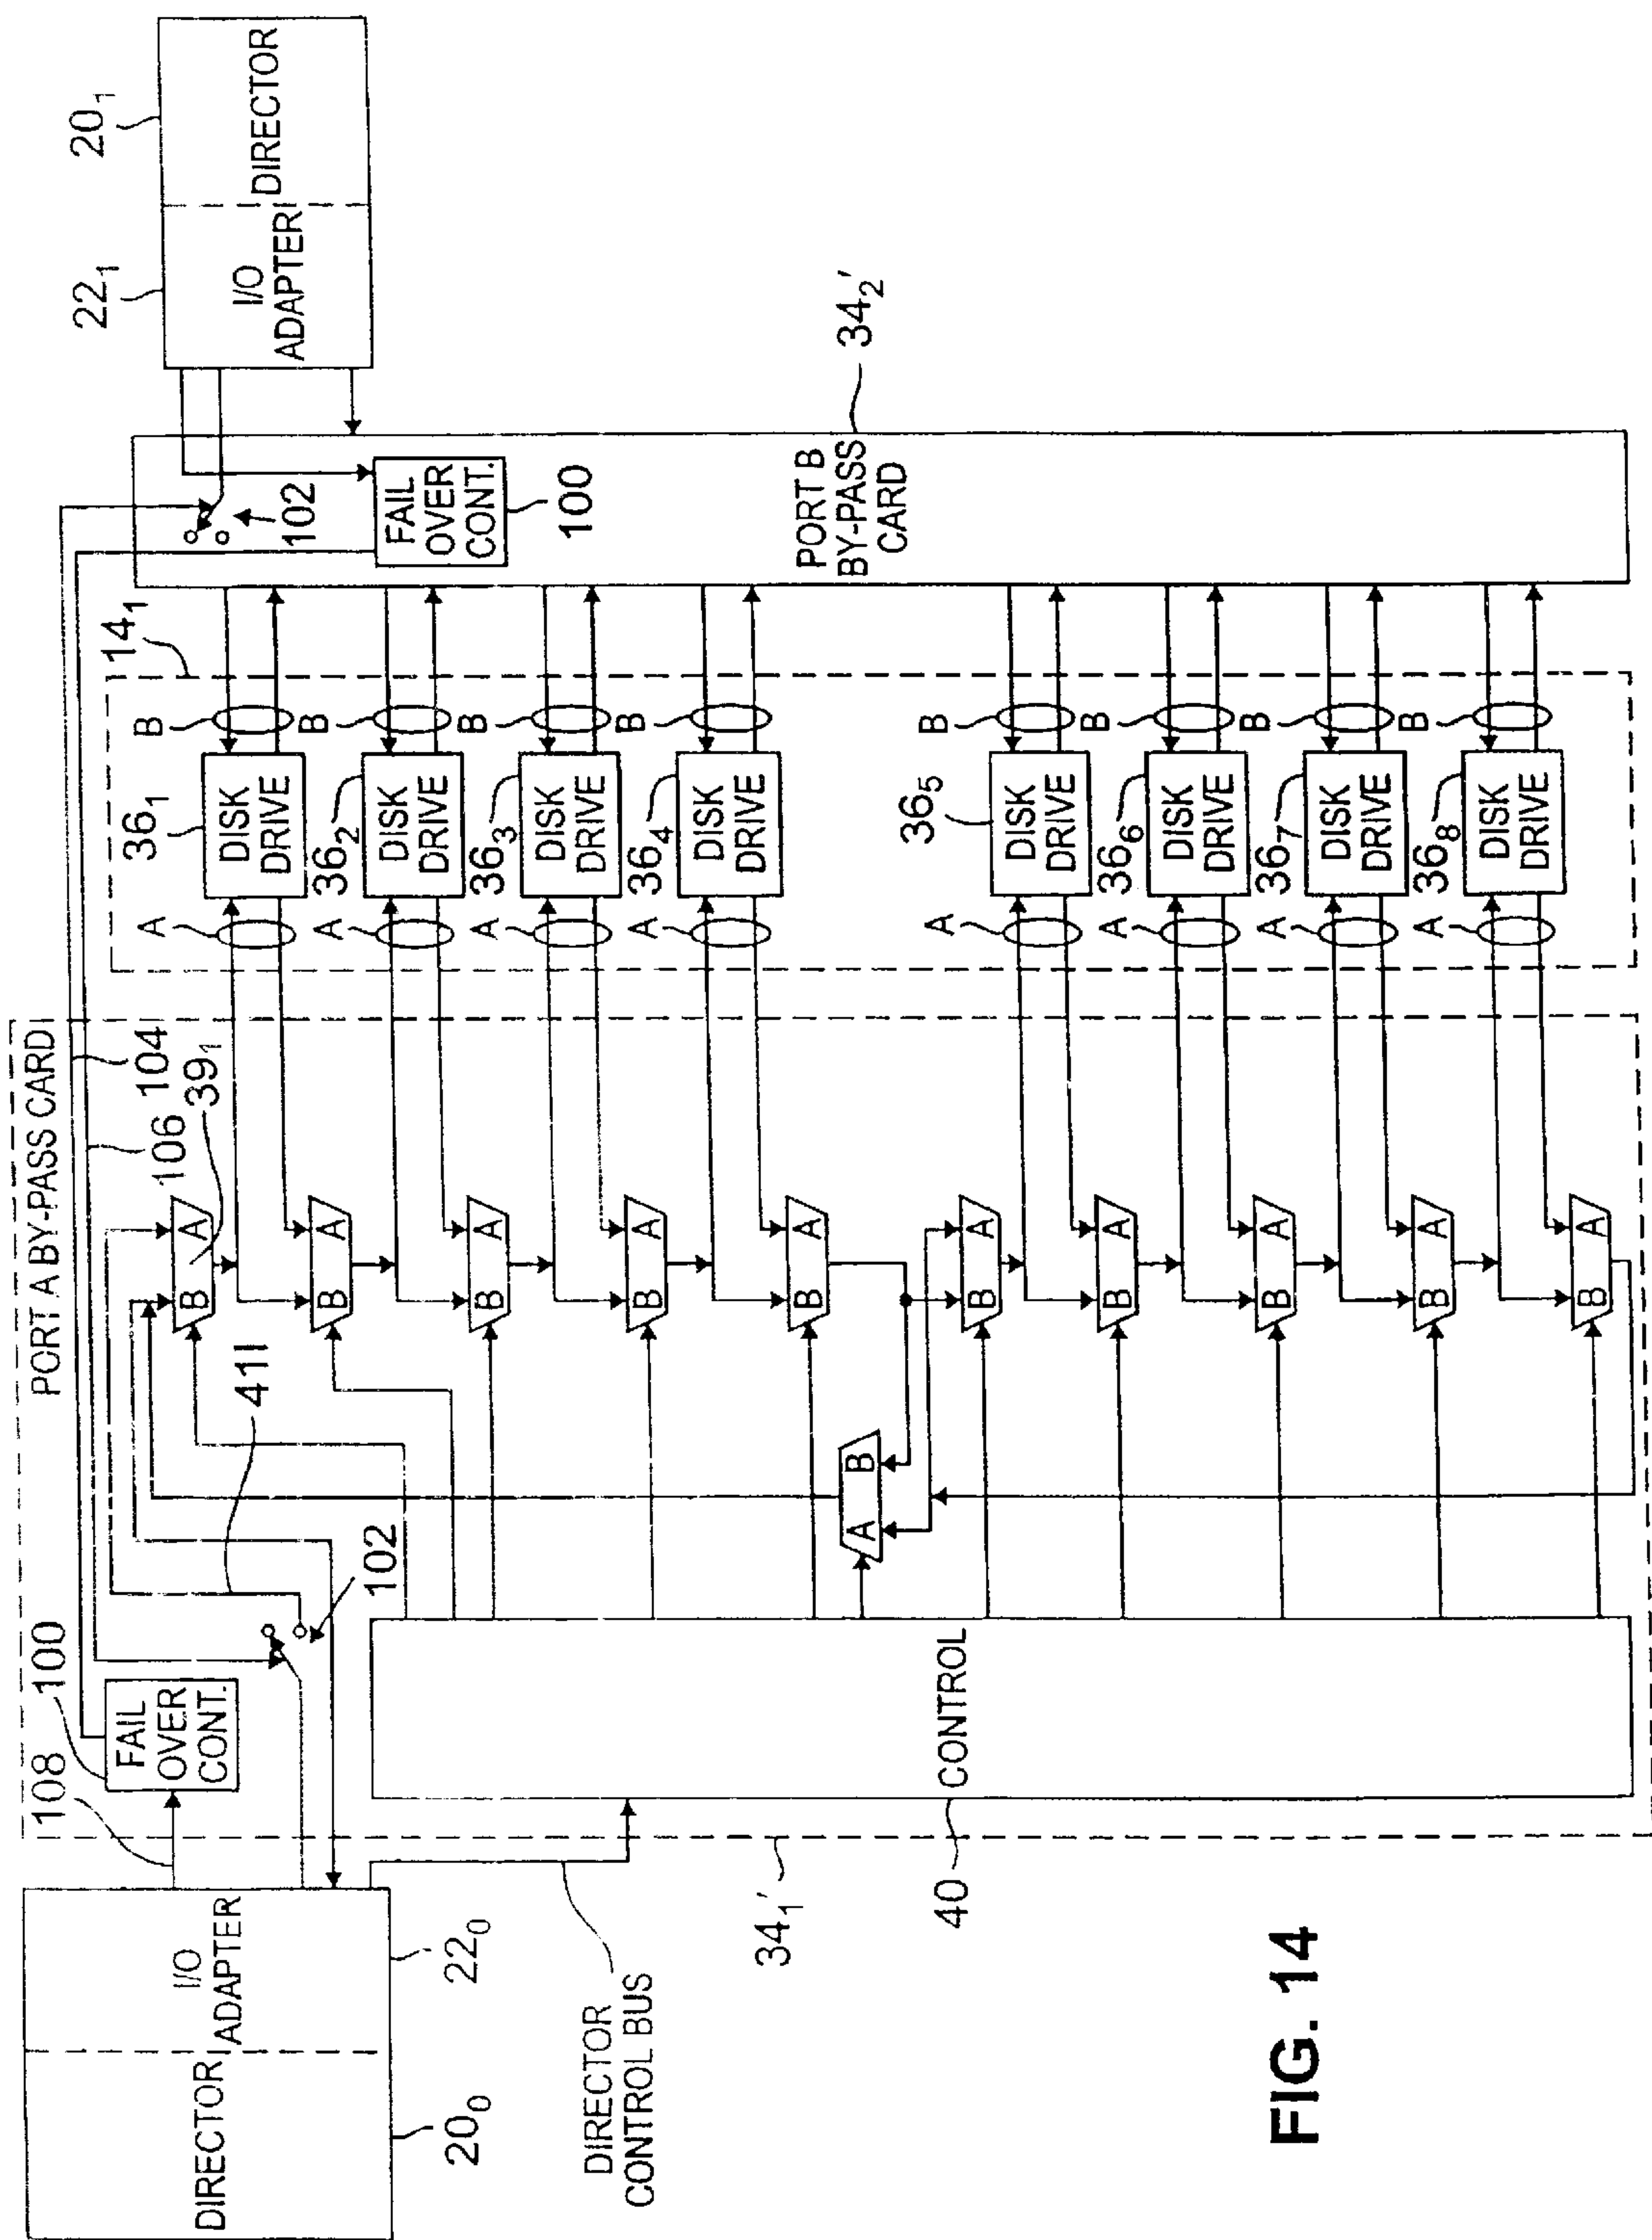 DIRECTOR
I/O
ADAPTER
20₀
22₀
108
100
FAIL
OVER
CONT.
102
41I
PORT A BY-PASS CARD
106
104
39₁
DIRECTOR
CONTROL BUS
34₁'
40
CONTROL
B A
B A
B A
B A
B A
A B
B A
B A
B A
B A
B A
14₁
A
36₁
DISK
DRIVE
B
A
36₂
DISK
DRIVE
B
A
36₃
DISK
DRIVE
B
A
36₄
DISK
DRIVE
B
A
36₅
DISK
DRIVE
B
A
36₆
DISK
DRIVE
B
A
36₇
DISK
DRIVE
B
A
36₈
DISK
DRIVE
B
102
FAIL
OVER
CONT.
100
PORT B
BY-PASS
CARD
34₂'
22₁
20₁
I/O
ADAPTER
DIRECTOR
FIG. 14